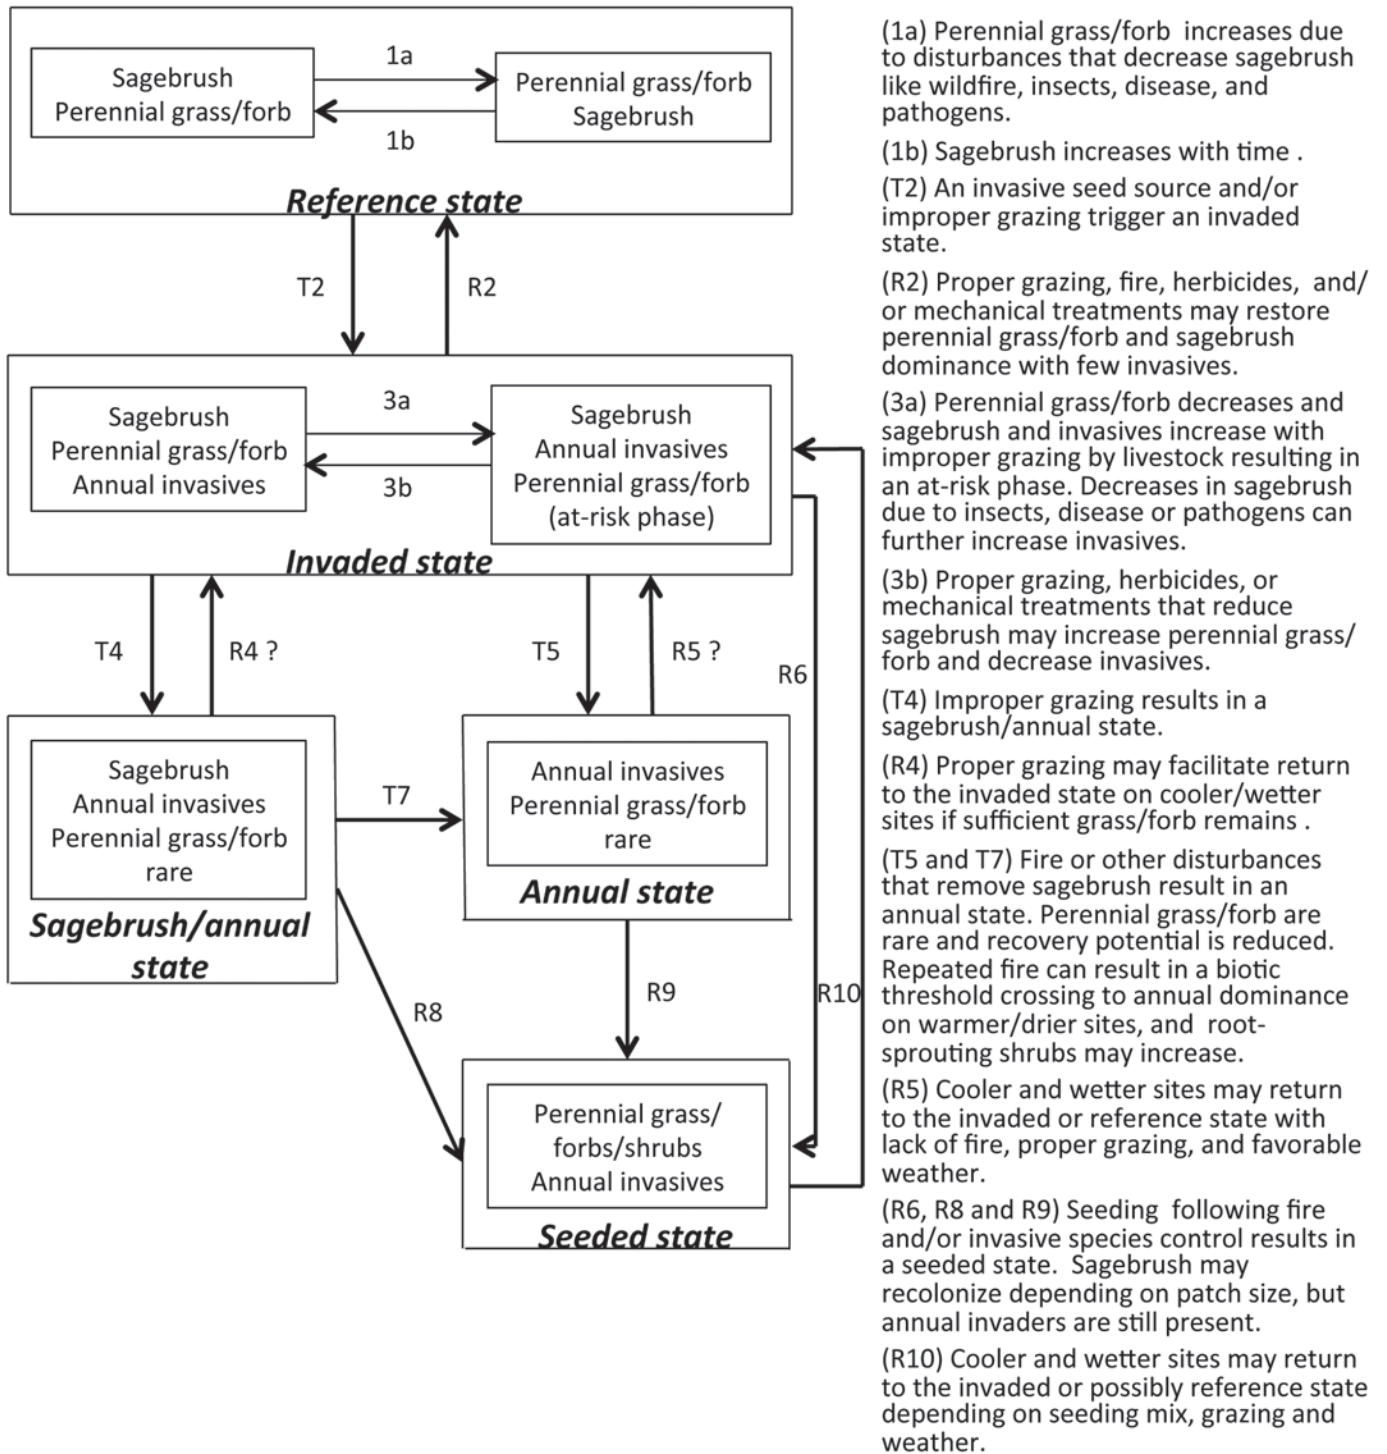 Sagebrush
Perennial grass/forb
1a
1b
Perennial grass/forb
Sagebrush
Reference state
T2
R2
Sagebrush
Perennial grass/forb
Annual invasives
3a
3b
Sagebrush
Annual invasives
Perennial grass/forb
(at-risk phase)
Invaded state
T4
R4 ?
T5
R5 ?
R6
Sagebrush
Annual invasives
Perennial grass/forb
rare
Sagebrush/annual
state
T7
Annual invasives
Perennial grass/forb
rare
Annual state
R8
R9
R10
Perennial grass/
forbs/shrubs
Annual invasives
Seeded state
(1a) Perennial grass/forb increases due
to disturbances that decrease sagebrush
like wildfire, insects, disease, and
pathogens.
(1b) Sagebrush increases with time .
(T2) An invasive seed source and/or
improper grazing trigger an invaded
state.
(R2) Proper grazing, fire, herbicides, and/
or mechanical treatments may restore
perennial grass/forb and sagebrush
dominance with few invasives.
(3a) Perennial grass/forb decreases and
sagebrush and invasives increase with
improper grazing by livestock resulting in
an at-risk phase. Decreases in sagebrush
due to insects, disease or pathogens can
further increase invasives.
(3b) Proper grazing, herbicides, or
mechanical treatments that reduce
sagebrush may increase perennial grass/
forb and decrease invasives.
(T4) Improper grazing results in a
sagebrush/annual state.
(R4) Proper grazing may facilitate return
to the invaded state on cooler/wetter
sites if sufficient grass/forb remains .
(T5 and T7) Fire or other disturbances
that remove sagebrush result in an
annual state. Perennial grass/forb are
rare and recovery potential is reduced.
Repeated fire can result in a biotic
threshold crossing to annual dominance
on warmer/drier sites, and root-
sprouting shrubs may increase.
(R5) Cooler and wetter sites may return
to the invaded or reference state with
lack of fire, proper grazing, and favorable
weather.
(R6, R8 and R9) Seeding following fire
and/or invasive species control results in
a seeded state. Sagebrush may
recolonize depending on patch size, but
annual invaders are still present.
(R10) Cooler and wetter sites may return
to the invaded or possibly reference state
depending on seeding mix, grazing and
weather.